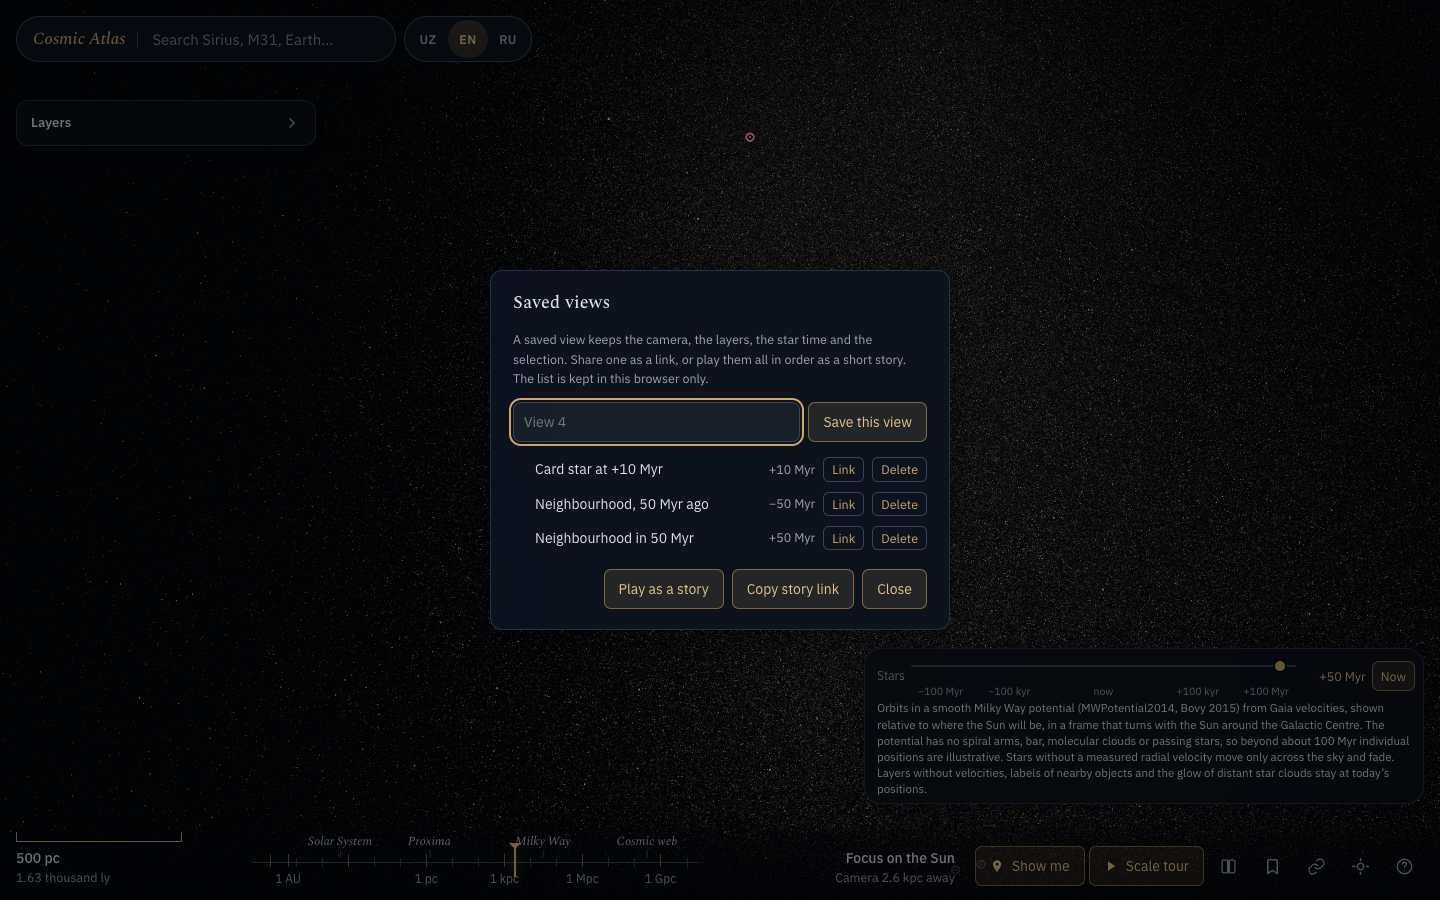 Cosmic Atlas
Search Sirius, M31, Earth...
UZ EN RU
Layers
Saved views
A saved view keeps the camera, the layers, the star time and the
selection. Share one as a link, or play them all in order as a short story.
The list is kept in this browser only.
View 4
Save this view
Card star at +10 Myr +10 Myr Link Delete
Neighbourhood, 50 Myr ago −50 Myr Link Delete
Neighbourhood in 50 Myr +50 Myr Link Delete
Play as a story Copy story link Close
Stars +50 Myr Now
−100 Myr −100 kyr now +100 kyr +100 Myr
Orbits in a smooth Milky Way potential (MWPotential2014, Bovy 2015) from Gaia velocities, shown
relative to where the Sun will be, in a frame that turns with the Sun around the Galactic Centre. The
potential has no spiral arms, bar, molecular clouds or passing stars, so beyond about 100 Myr individual
positions are illustrative. Stars without a measured radial velocity move only across the sky and fade.
Layers without velocities, labels of nearby objects and the glow of distant star clouds stay at today's
positions.
500 pc
1.63 thousand ly
Solar System Proxima Milky Way Cosmic web
1 AU 1 pc 1 kpc 1 Mpc 1 Gpc
Focus on the Sun
Camera 2.6 kpc away
Show me
Scale tour